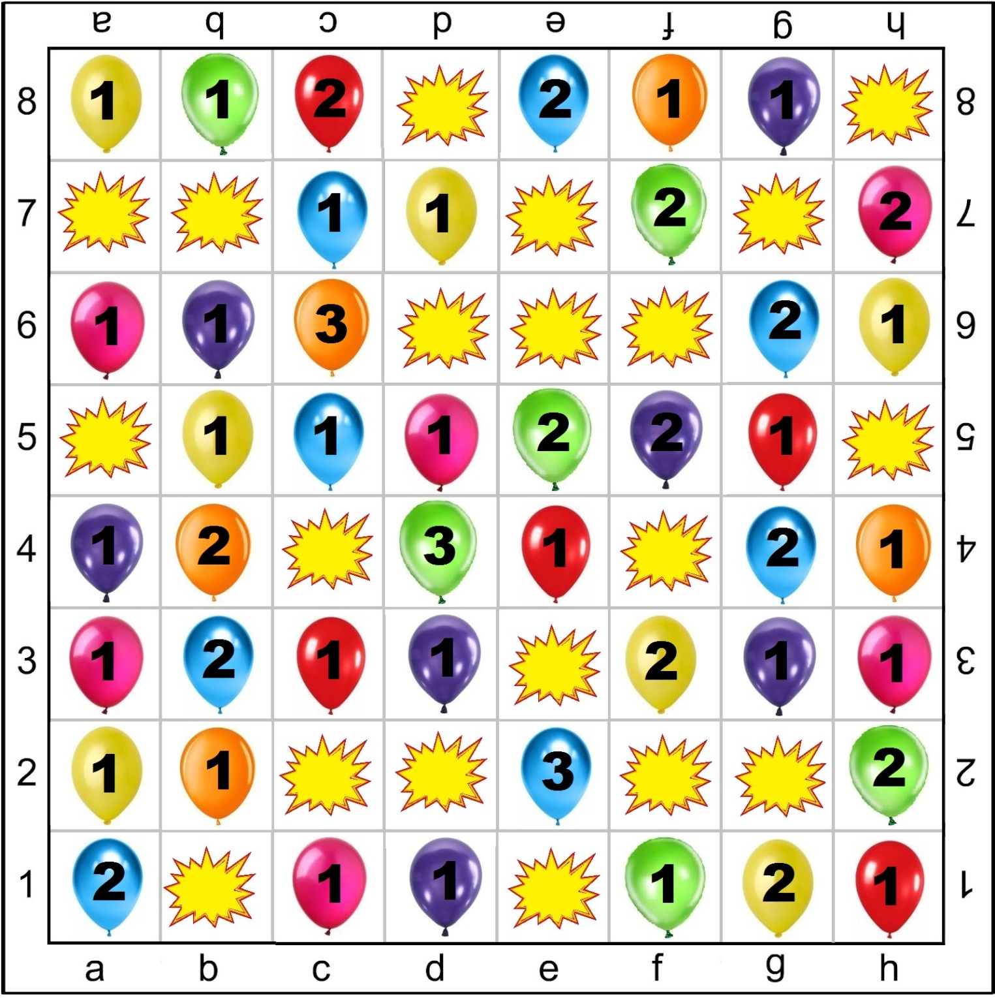 a b c d e f g h
8 1 1 2 2 1 1 8
7 1 1 2 2 7
6 1 1 3 2 1 6
5 1 1 1 2 2 1 5
4 1 2 3 1 2 1 4
3 1 2 1 1 2 1 1 3
2 1 1 3 2 2
1 2 1 1 1 2 1 1
a b c d e f g h